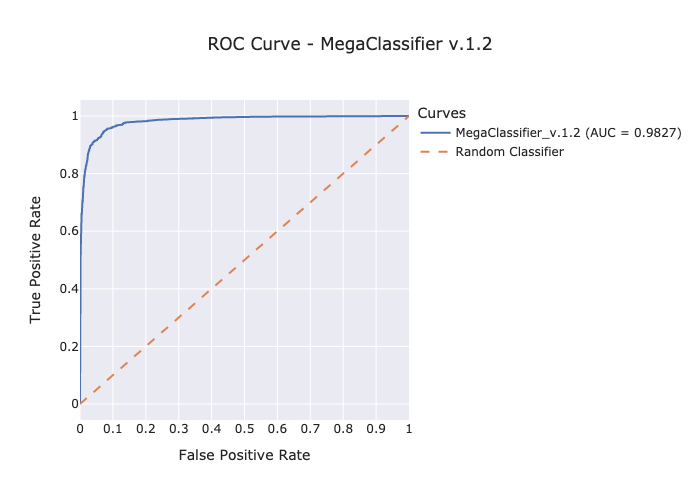 ROC Curve - MegaClassifier v.1.2
Curves
MegaClassifier_v.1.2 (AUC = 0.9827)
Random Classifier
True Positive Rate
1
0.8
0.6
0.4
0.2
0
0 0.1 0.2 0.3 0.4 0.5 0.6 0.7 0.8 0.9 1
False Positive Rate